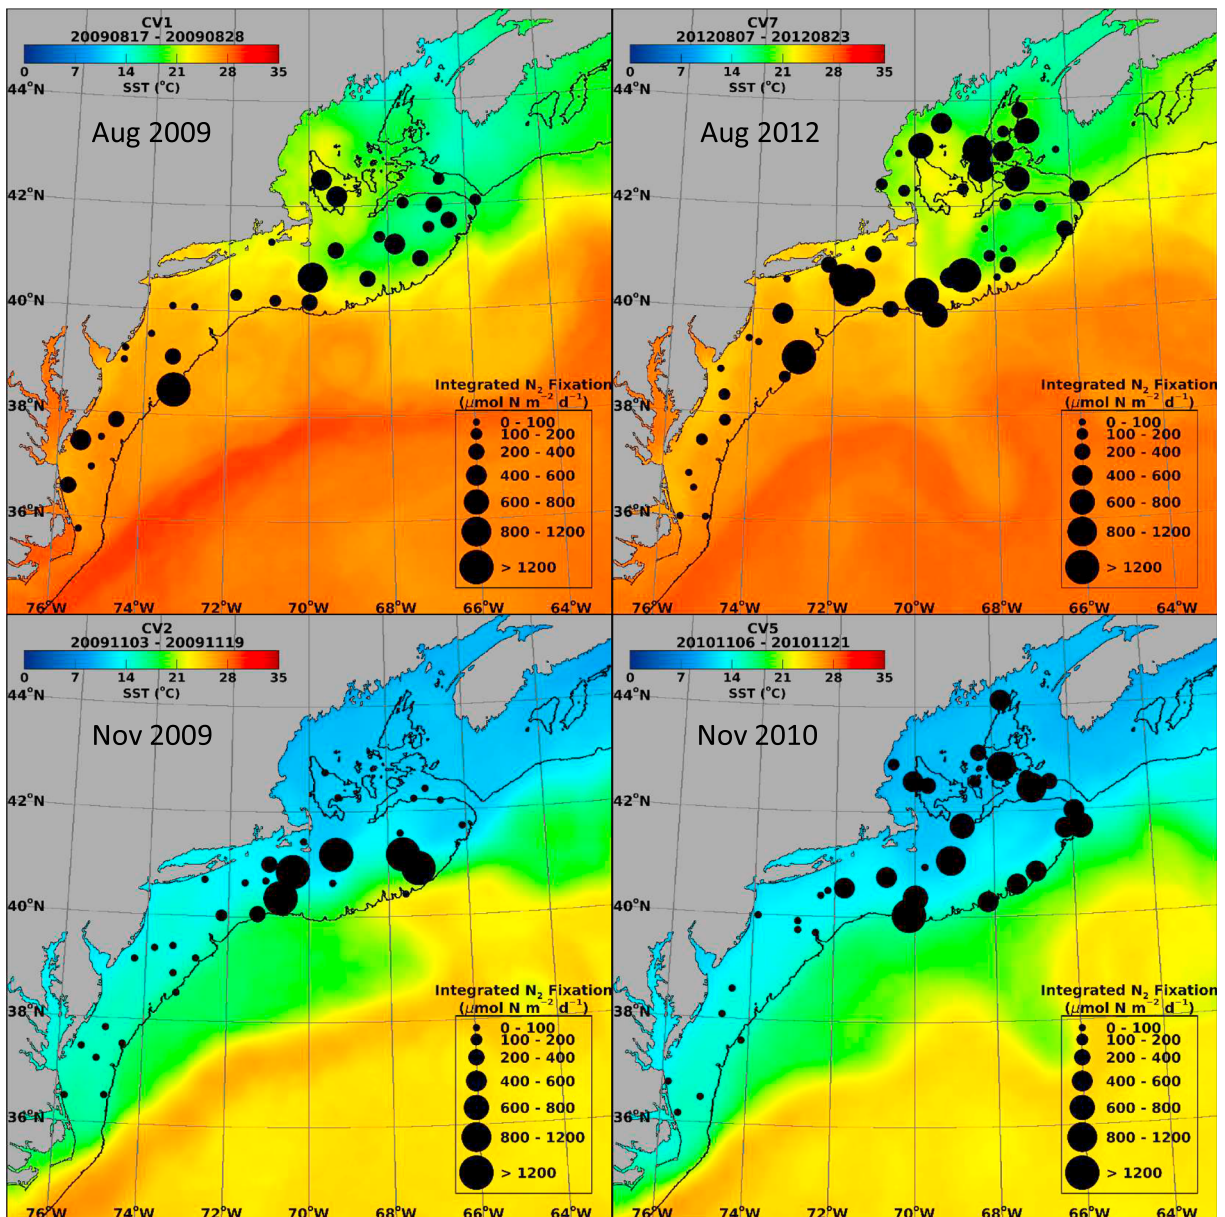 CV1
20090817 - 20090828
0 7 14 21 28 35
SST (°C)
44°N
Aug 2009
42°N
40°N
38°N
36°N
Integrated N₂ Fixation
(μmol N m⁻² d⁻¹)
0 - 100
100 - 200
200 - 400
400 - 600
600 - 800
800 - 1200
> 1200
76°W 74°W 72°W 70°W 68°W 66°W 64°W
CV7
20120807 - 20120823
0 7 14 21 28 35
SST (°C)
44°N
Aug 2012
42°N
40°N
38°N
36°N
Integrated N₂ Fixation
(μmol N m⁻² d⁻¹)
0 - 100
100 - 200
200 - 400
400 - 600
600 - 800
800 - 1200
> 1200
76°W 74°W 72°W 70°W 68°W 66°W 64°W
CV2
20091103 - 20091119
0 7 14 21 28 35
SST (°C)
44°N
Nov 2009
42°N
40°N
38°N
36°N
Integrated N₂ Fixation
(μmol N m⁻² d⁻¹)
0 - 100
100 - 200
200 - 400
400 - 600
600 - 800
800 - 1200
> 1200
76°W 74°W 72°W 70°W 68°W 66°W 64°W
CV5
20101106 - 20101121
0 7 14 21 28 35
SST (°C)
44°N
Nov 2010
42°N
40°N
38°N
36°N
Integrated N₂ Fixation
(μmol N m⁻² d⁻¹)
0 - 100
100 - 200
200 - 400
400 - 600
600 - 800
800 - 1200
> 1200
76°W 74°W 72°W 70°W 68°W 66°W 64°W